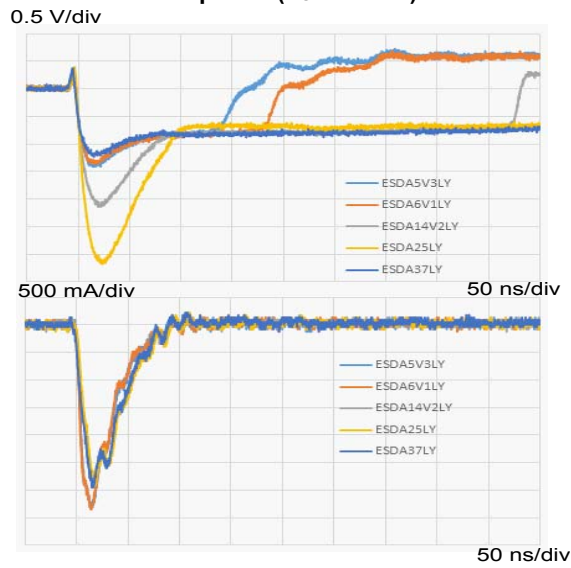 0.5 V/div
ESDA5V3LY
ESDA6V1LY
ESDA14V2LY
ESDA25LY
ESDA37LY
500 mA/div
50 ns/div
ESDA5V3LY
ESDA6V1LY
ESDA14V2LY
ESDA25LY
ESDA37LY
50 ns/div